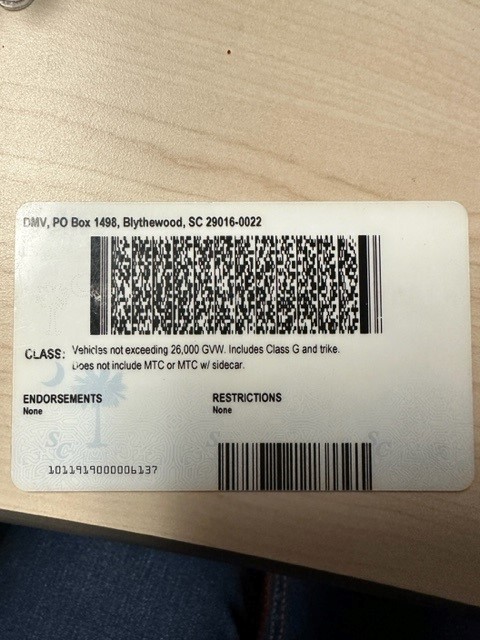 DMV, PO Box 1498, Blythewood, SC 29016-0022
CLASS: Vehicles not exceeding 26,000 GVW. Includes Class G and trike.
Does not include MTC or MTC w/ sidecar.
ENDORSEMENTS RESTRICTIONS
None None
SC SC
1011919000006137